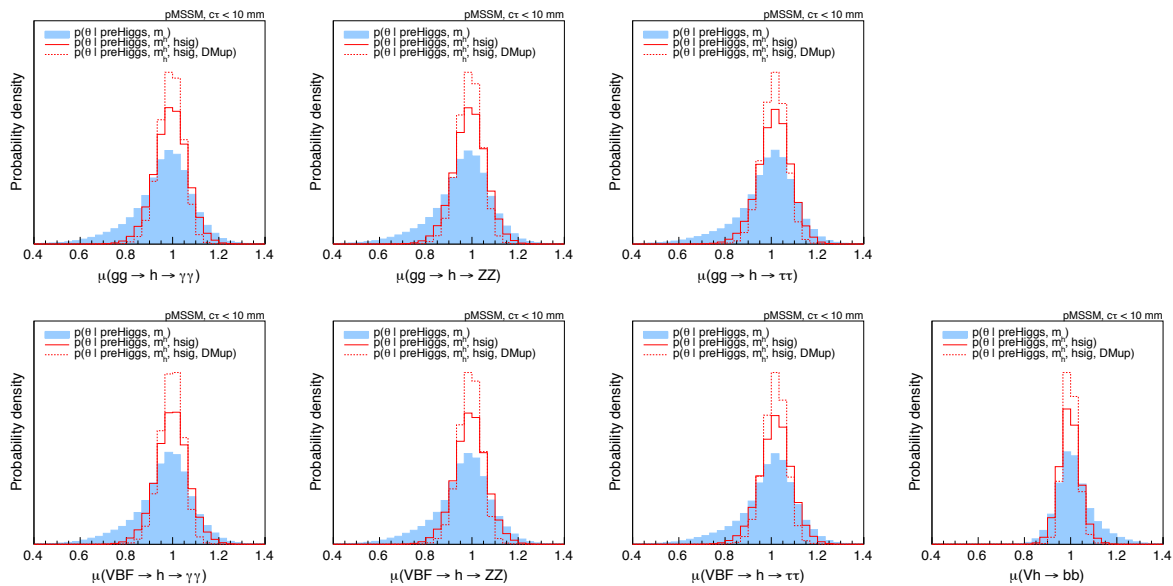 pMSSM, cτ < 10 mm
p(θ | preHiggs, m_h)
p(θ | preHiggs, m_h, hsig)
p(θ | preHiggs, m_h, hsig, DMup)
Probability density
0.4 0.6 0.8 1 1.2 1.4
μ(gg → h → γγ)
pMSSM, cτ < 10 mm
p(θ | preHiggs, m_h)
p(θ | preHiggs, m_h, hsig)
p(θ | preHiggs, m_h, hsig, DMup)
Probability density
0.4 0.6 0.8 1 1.2 1.4
μ(gg → h → ZZ)
pMSSM, cτ < 10 mm
p(θ | preHiggs, m_h)
p(θ | preHiggs, m_h, hsig)
p(θ | preHiggs, m_h, hsig, DMup)
Probability density
0.4 0.6 0.8 1 1.2 1.4
μ(gg → h → ττ)
pMSSM, cτ < 10 mm
p(θ | preHiggs, m_h)
p(θ | preHiggs, m_h, hsig)
p(θ | preHiggs, m_h, hsig, DMup)
Probability density
0.4 0.6 0.8 1 1.2 1.4
μ(VBF → h → γγ)
pMSSM, cτ < 10 mm
p(θ | preHiggs, m_h)
p(θ | preHiggs, m_h, hsig)
p(θ | preHiggs, m_h, hsig, DMup)
Probability density
0.4 0.6 0.8 1 1.2 1.4
μ(VBF → h → ZZ)
pMSSM, cτ < 10 mm
p(θ | preHiggs, m_h)
p(θ | preHiggs, m_h, hsig)
p(θ | preHiggs, m_h, hsig, DMup)
Probability density
0.4 0.6 0.8 1 1.2 1.4
μ(VBF → h → ττ)
pMSSM, cτ < 10 mm
p(θ | preHiggs, m_h)
p(θ | preHiggs, m_h, hsig)
p(θ | preHiggs, m_h, hsig, DMup)
Probability density
0.4 0.6 0.8 1 1.2 1.4
μ(Vh → bb)